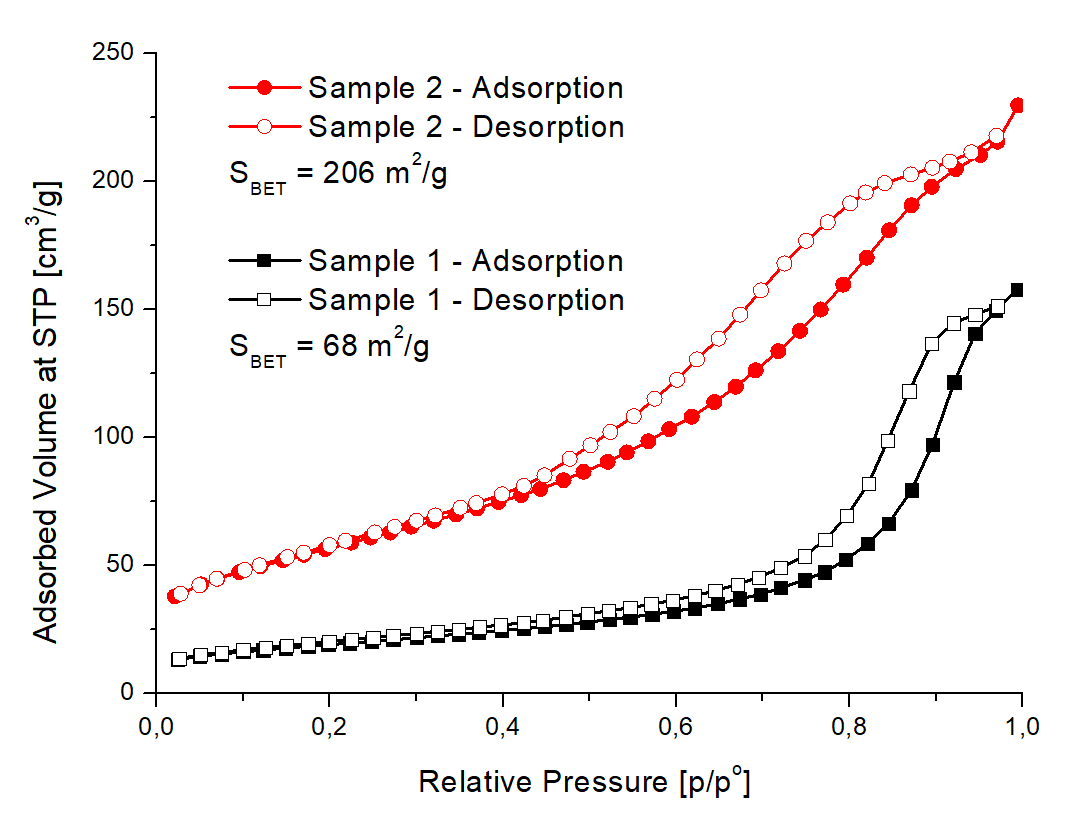 250
200
150
100
50
0
Adsorbed Volume at STP [cm³/g]
Sample 2 - Adsorption
Sample 2 - Desorption
S_BET = 206 m²/g
Sample 1 - Adsorption
Sample 1 - Desorption
S_BET = 68 m²/g
0,0 0,2 0,4 0,6 0,8 1,0
Relative Pressure [p/p°]